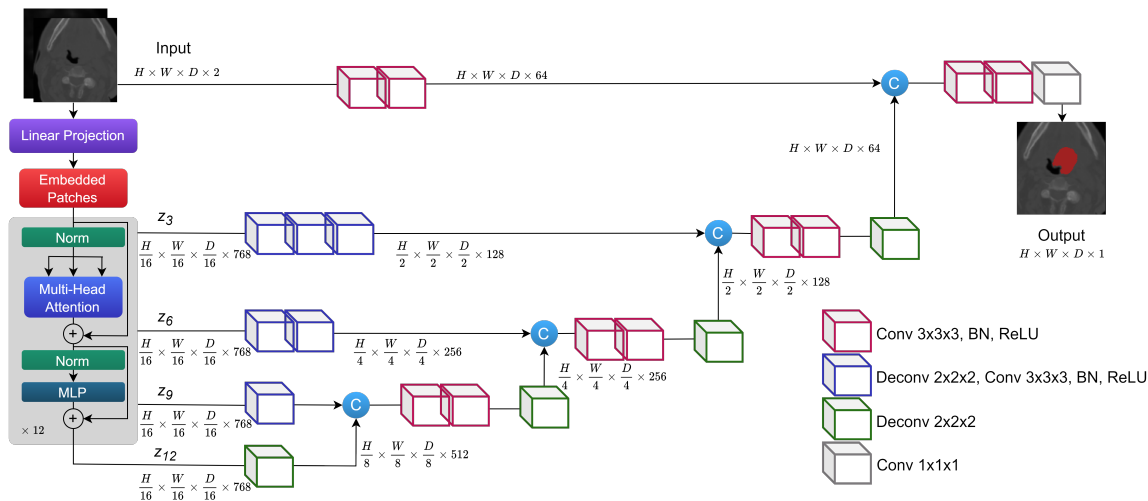 Input
H × W × D × 2
H × W × D × 64
Linear Projection
Embedded
Patches
H × W × D × 64
z3
Norm
H/16 × W/16 × D/16 × 768
H/2 × W/2 × D/2 × 128
Output
H × W × D × 1
Multi-Head
Attention
H/2 × W/2 × D/2 × 128
+
z6
H/16 × W/16 × D/16 × 768
H/4 × W/4 × D/4 × 256
C
C
C
C
Norm
H/4 × W/4 × D/4 × 256
MLP
z9
+
H/16 × W/16 × D/16 × 768
× 12
z12
H/8 × W/8 × D/8 × 512
H/16 × W/16 × D/16 × 768
Conv 3x3x3, BN, ReLU
Deconv 2x2x2, Conv 3x3x3, BN, ReLU
Deconv 2x2x2
Conv 1x1x1